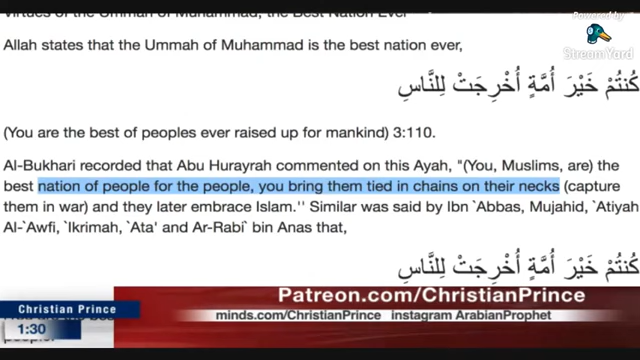 Virtues of the Ummah of Muhammad, the Best Nation Ever
Powered by
StreamYard
Allah states that the Ummah of Muhammad is the best nation ever,
كُنتُمْ خَيْرَ أُمَّةٍ أُخْرِجَتْ لِلنَّاسِ
(You are the best of peoples ever raised up for mankind) 3:110.
Al-Bukhari recorded that Abu Hurayrah commented on this Ayah, "(You, Muslims, are) the
best nation of people for the people, you bring them tied in chains on their necks (capture
them in war) and they later embrace Islam.'' Similar was said by Ibn `Abbas, Mujahid, `Atiyah
Al-`Awfi, `Ikrimah, `Ata' and Ar-Rabi` bin Anas that,
كُنتُمْ خَيْرَ أُمَّةٍ أُخْرِجَتْ لِلنَّاسِ
Patreon.com/ChristianPrince
Christian Prince
minds.com/ChristianPrince instagram ArabianProphet
1:30
people.